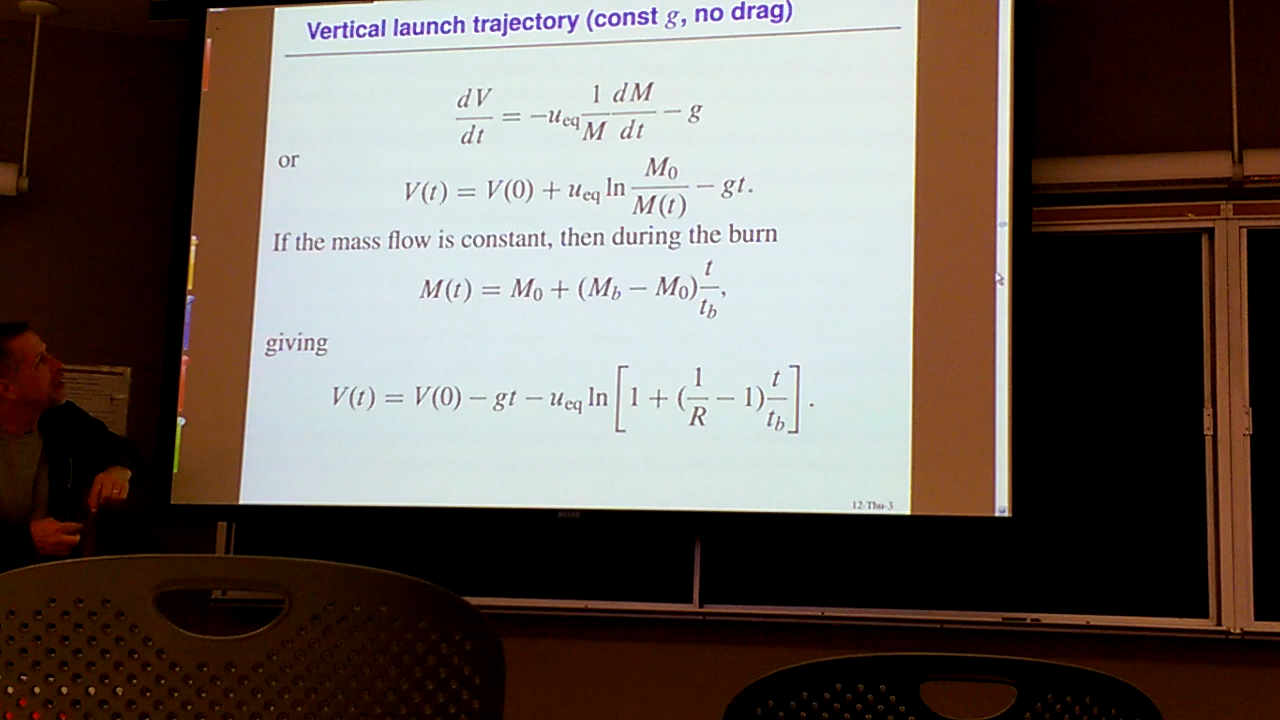 Vertical launch trajectory (const g, no drag)
dV/dt = −u_eq 1/M dM/dt − g
or
V(t) = V(0) + u_eq ln M_0/M(t) − gt.
If the mass flow is constant, then during the burn
M(t) = M_0 + (M_b − M_0) t/t_b,
giving
V(t) = V(0) − gt − u_eq ln [1 + (1/R − 1) t/t_b].
12-Thu-3